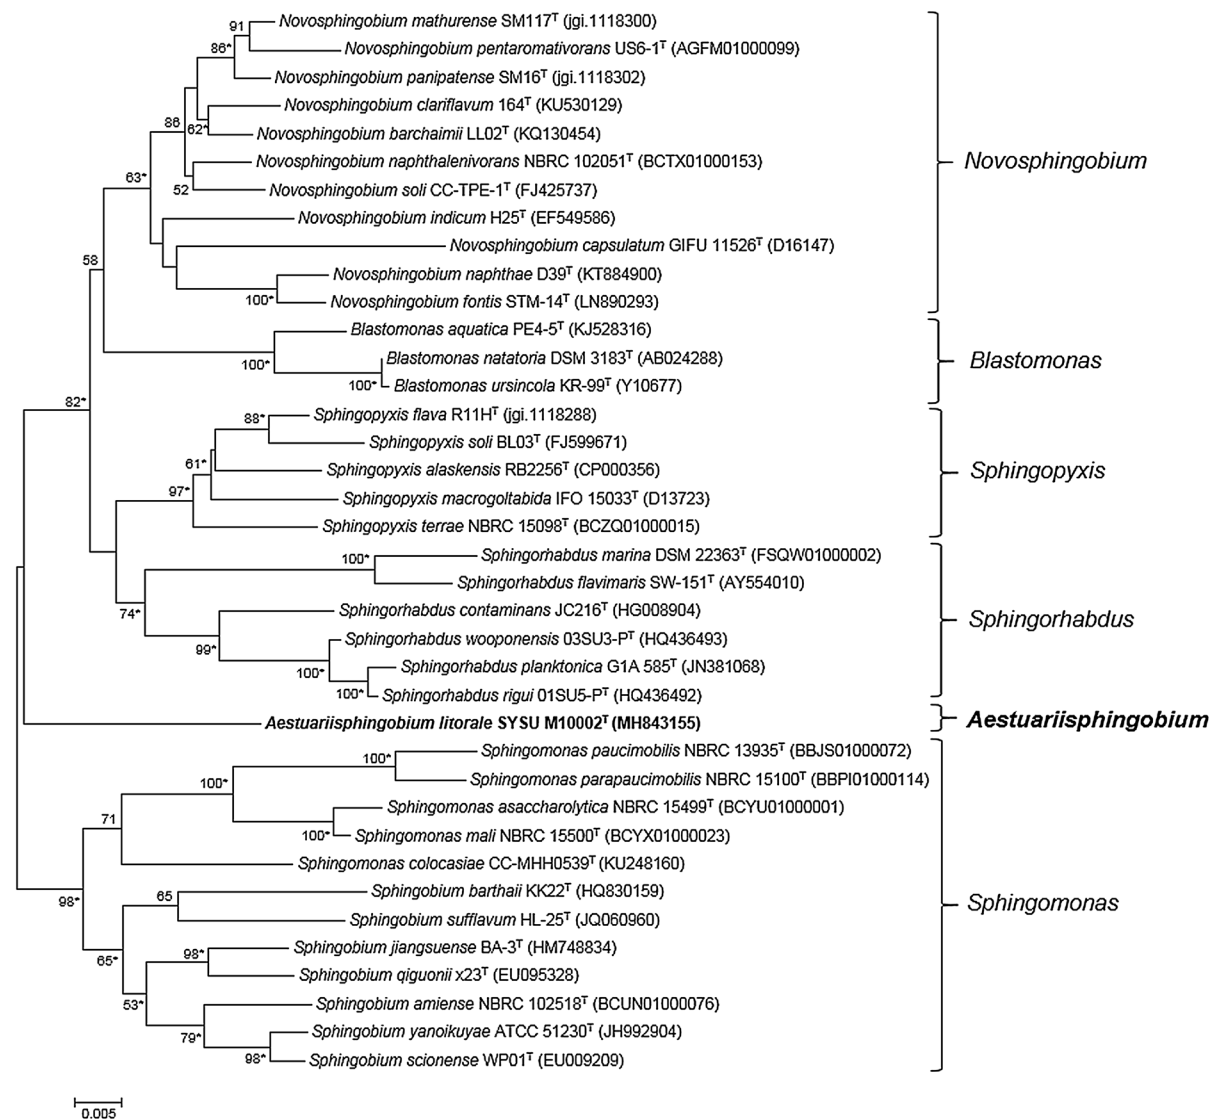 91
Novosphingobium mathurense SM117ᵀ (jgi.1118300)
86*
Novosphingobium pentaromativorans US6-1ᵀ (AGFM01000099)
Novosphingobium panipatense SM16ᵀ (jgi.1118302)
Novosphingobium clariflavum 164ᵀ (KU530129)
86
62*
Novosphingobium barchaimii LL02ᵀ (KQ130454)
Novosphingobium naphthalenivorans NBRC 102051ᵀ (BCTX01000153)
Novosphingobium
63*
52
Novosphingobium soli CC-TPE-1ᵀ (FJ425737)
Novosphingobium indicum H25ᵀ (EF549586)
Novosphingobium capsulatum GIFU 11526ᵀ (D16147)
58
Novosphingobium naphthae D39ᵀ (KT884900)
100*
Novosphingobium fontis STM-14ᵀ (LN890293)
Blastomonas aquatica PE4-5ᵀ (KJ528316)
100*
Blastomonas natatoria DSM 3183ᵀ (AB024288)
Blastomonas
100*
Blastomonas ursincola KR-99ᵀ (Y10677)
82*
88*
Sphingopyxis flava R11Hᵀ (jgi.1118288)
Sphingopyxis soli BL03ᵀ (FJ599671)
61*
Sphingopyxis alaskensis RB2256ᵀ (CP000356)
Sphingopyxis
97*
Sphingopyxis macrogoltabida IFO 15033ᵀ (D13723)
Sphingopyxis terrae NBRC 15098ᵀ (BCZQ01000015)
100*
Sphingorhabdus marina DSM 22363ᵀ (FSQW01000002)
Sphingorhabdus flavimaris SW-151ᵀ (AY554010)
74*
Sphingorhabdus contaminans JC216ᵀ (HG008904)
Sphingorhabdus
99*
Sphingorhabdus wooponensis 03SU3-Pᵀ (HQ436493)
100*
Sphingorhabdus planktonica G1A_585ᵀ (JN381068)
100*
Sphingorhabdus rigui 01SU5-Pᵀ (HQ436492)
Aestuariisphingobium litorale SYSU M10002ᵀ (MH843155)
Aestuariisphingobium
100*
Sphingomonas paucimobilis NBRC 13935ᵀ (BBJS01000072)
100*
Sphingomonas parapaucimobilis NBRC 15100ᵀ (BBPI01000114)
Sphingomonas asaccharolytica NBRC 15499ᵀ (BCYU01000001)
71
100*
Sphingomonas mali NBRC 15500ᵀ (BCYX01000023)
Sphingomonas colocasiae CC-MHH0539ᵀ (KU248160)
98*
65
Sphingobium barthaii KK22ᵀ (HQ830159)
Sphingomonas
Sphingobium sufflavum HL-25ᵀ (JQ060960)
65*
98*
Sphingobium jiangsuense BA-3ᵀ (HM748834)
Sphingobium qiguonii x23ᵀ (EU095328)
53*
Sphingobium amiense NBRC 102518ᵀ (BCUN01000076)
79*
Sphingobium yanoikuyae ATCC 51230ᵀ (JH992904)
98*
Sphingobium scionense WP01ᵀ (EU009209)
0.005